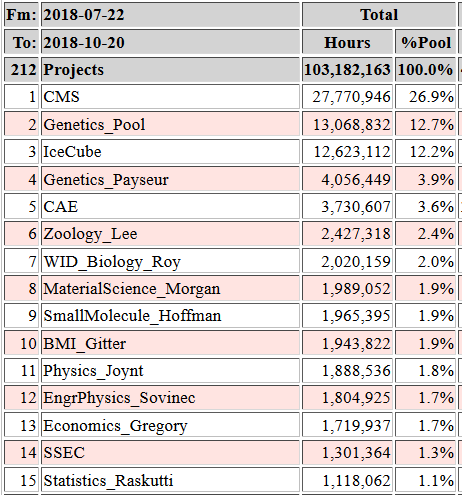 Fm: 2018-07-22 Total
To: 2018-10-20 Hours %Pool
212 Projects 103,182,163 100.0%
1 CMS 27,770,946 26.9%
2 Genetics_Pool 13,068,832 12.7%
3 IceCube 12,623,112 12.2%
4 Genetics_Payseur 4,056,449 3.9%
5 CAE 3,730,607 3.6%
6 Zoology_Lee 2,427,318 2.4%
7 WID_Biology_Roy 2,020,159 2.0%
8 MaterialScience_Morgan 1,989,052 1.9%
9 SmallMolecule_Hoffman 1,965,395 1.9%
10 BMI_Gitter 1,943,822 1.9%
11 Physics_Joynt 1,888,536 1.8%
12 EngrPhysics_Sovinec 1,804,925 1.7%
13 Economics_Gregory 1,719,937 1.7%
14 SSEC 1,301,364 1.3%
15 Statistics_Raskutti 1,118,062 1.1%